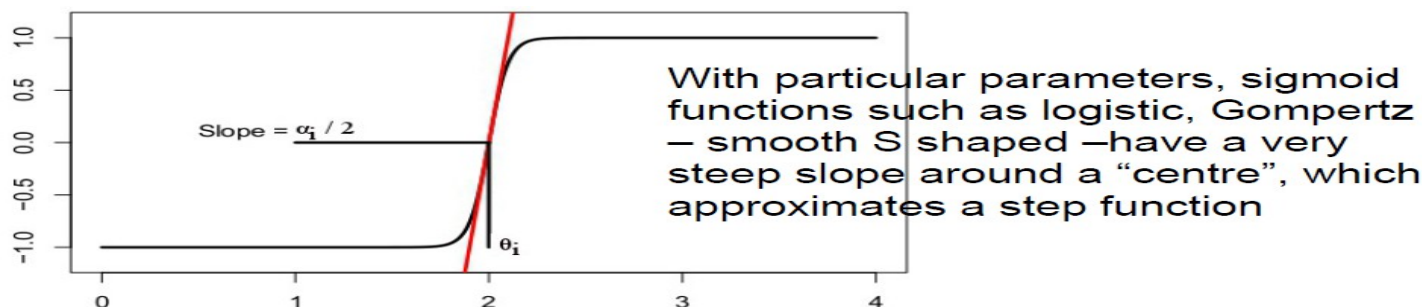 1.0
0.5
0.0
-0.5
-1.0
Slope = αi / 2
θi
0 1 2 3 4
With particular parameters, sigmoid
functions such as logistic, Gompertz
– smooth S shaped –have a very
steep slope around a “centre”, which
approximates a step function